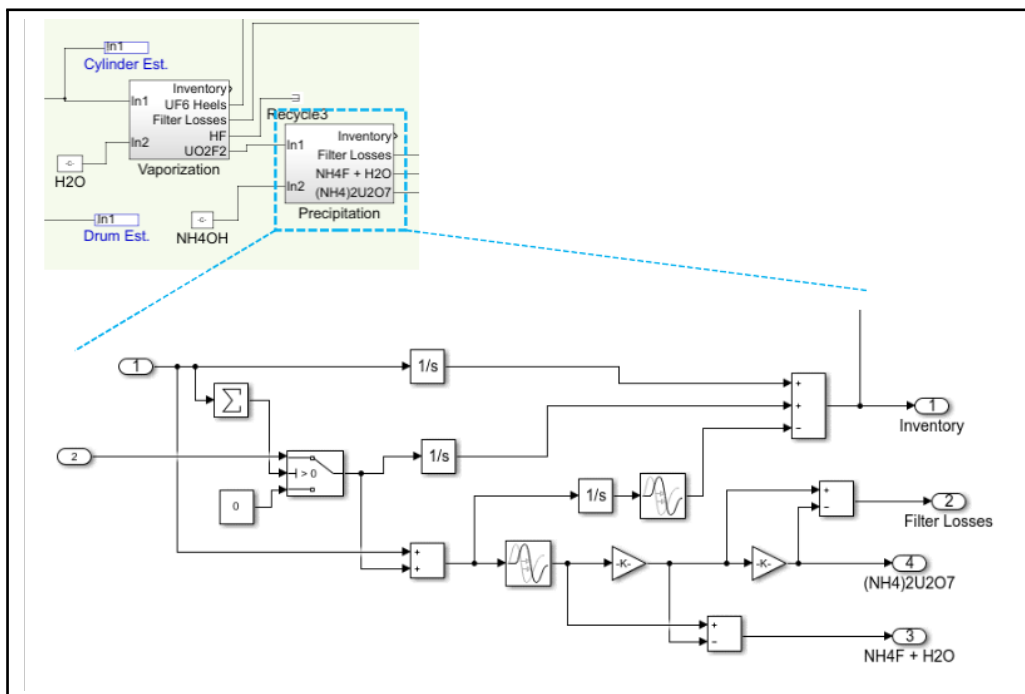 In1
Cylinder Est.
Inventory
In1
UF6 Heels
Filter Losses
HF
In2
UO2F2
Vaporization
-C-
H2O
Recycle3
Inventory
In1
Filter Losses
NH4F + H2O
In2
(NH4)2U2O7
Precipitation
In1
Drum Est.
-C-
NH4OH
1
1/s
+
+
−
1
Inventory
Σ
2
> 0
0
1/s
1/s
+
−
2
Filter Losses
+
+
-K-
-K-
4
(NH4)2U2O7
+
−
3
NH4F + H2O